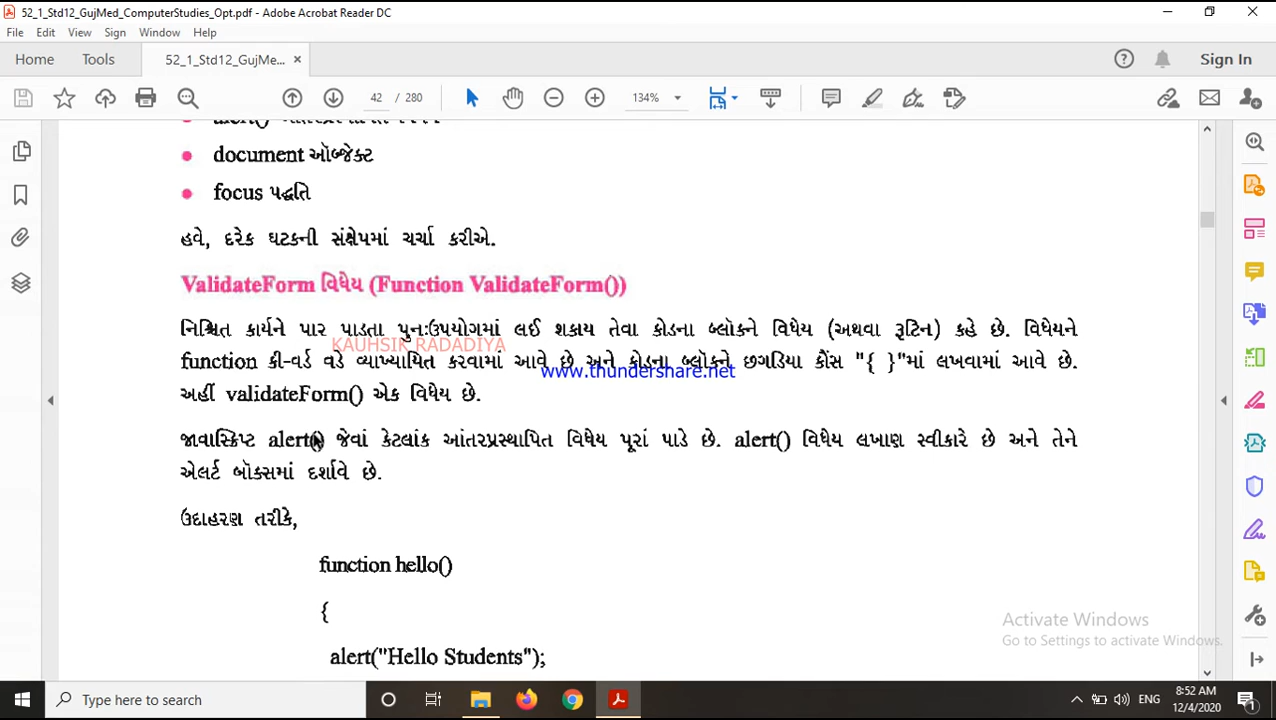 52_1_Std12_GujMed_ComputerStudies_Opt.pdf - Adobe Acrobat Reader DC
File Edit View Sign Window Help
Home Tools 52_1_Std12_GujMe... × Sign In
42 / 280 134%
alert()
• document ઑબ્જેક્ટ
• focus પદ્ધતિ
હવે, દરેક ઘટકની સંક્ષેપમાં ચર્ચા કરીએ.
ValidateForm વિધેય (Function ValidateForm())
નિશ્ચિત કાર્યને પાર પાડતા પુનઃઉપયોગમાં લઈ શકાય તેવા કોડના બ્લૉકને વિધેય (અથવા રૂટિન) કહે છે. વિધેયને
KAUHSIK RADADIYA
function કી-વર્ડ વડે વ્યાખ્યાયિત કરવામાં આવે છે અને કોડના બ્લૉકને છગડિયા કૌંસ "{ }"માં લખવામાં આવે છે.
www.thundershare.net
અહીં validateForm() એક વિધેય છે.
જાવાસ્ક્રિપ્ટ alert() જેવાં કેટલાંક આંતરપ્રસ્થાપિત વિધેય પૂરાં પાડે છે. alert() વિધેય લખાણ સ્વીકારે છે અને તેને
એલર્ટ બૉક્સમાં દર્શાવે છે.
ઉદાહરણ તરીકે,
function hello()
{
alert("Hello Students");
Activate Windows
Go to Settings to activate Windows.
Type here to search
ENG
8:52 AM
12/4/2020
1